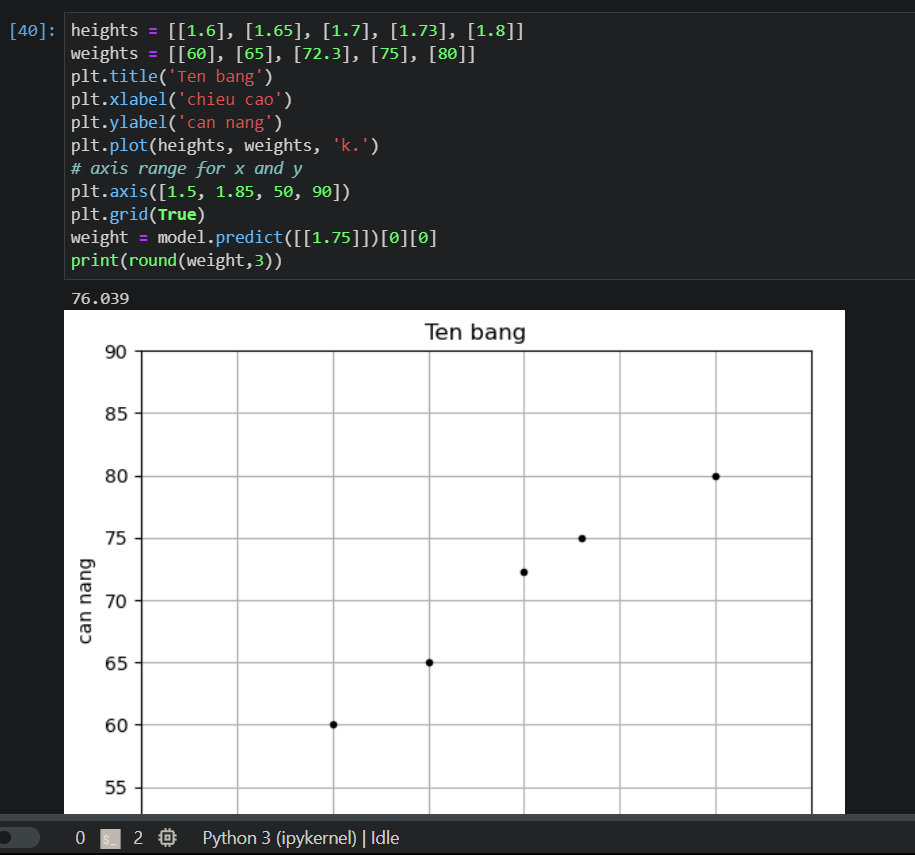 [40]:
heights = [[1.6], [1.65], [1.7], [1.73], [1.8]]
weights = [[60], [65], [72.3], [75], [80]]
plt.title('Ten bang')
plt.xlabel('chieu cao')
plt.ylabel('can nang')
plt.plot(heights, weights, 'k.')
# axis range for x and y
plt.axis([1.5, 1.85, 50, 90])
plt.grid(True)
weight = model.predict([[1.75]])[0][0]
print(round(weight,3))
76.039
Ten bang
90
85
80
75
70
65
60
55
can nang
0 $_ 2 Python 3 (ipykernel) | Idle